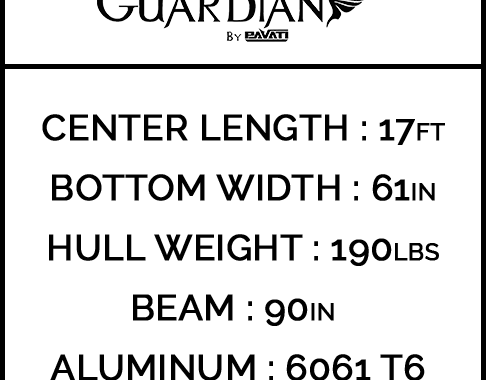 GUARDIAN
BY PAVATI
CENTER LENGTH : 17FT
BOTTOM WIDTH : 61IN
HULL WEIGHT : 190LBS
BEAM : 90IN
ALUMINUM : 6061 T6